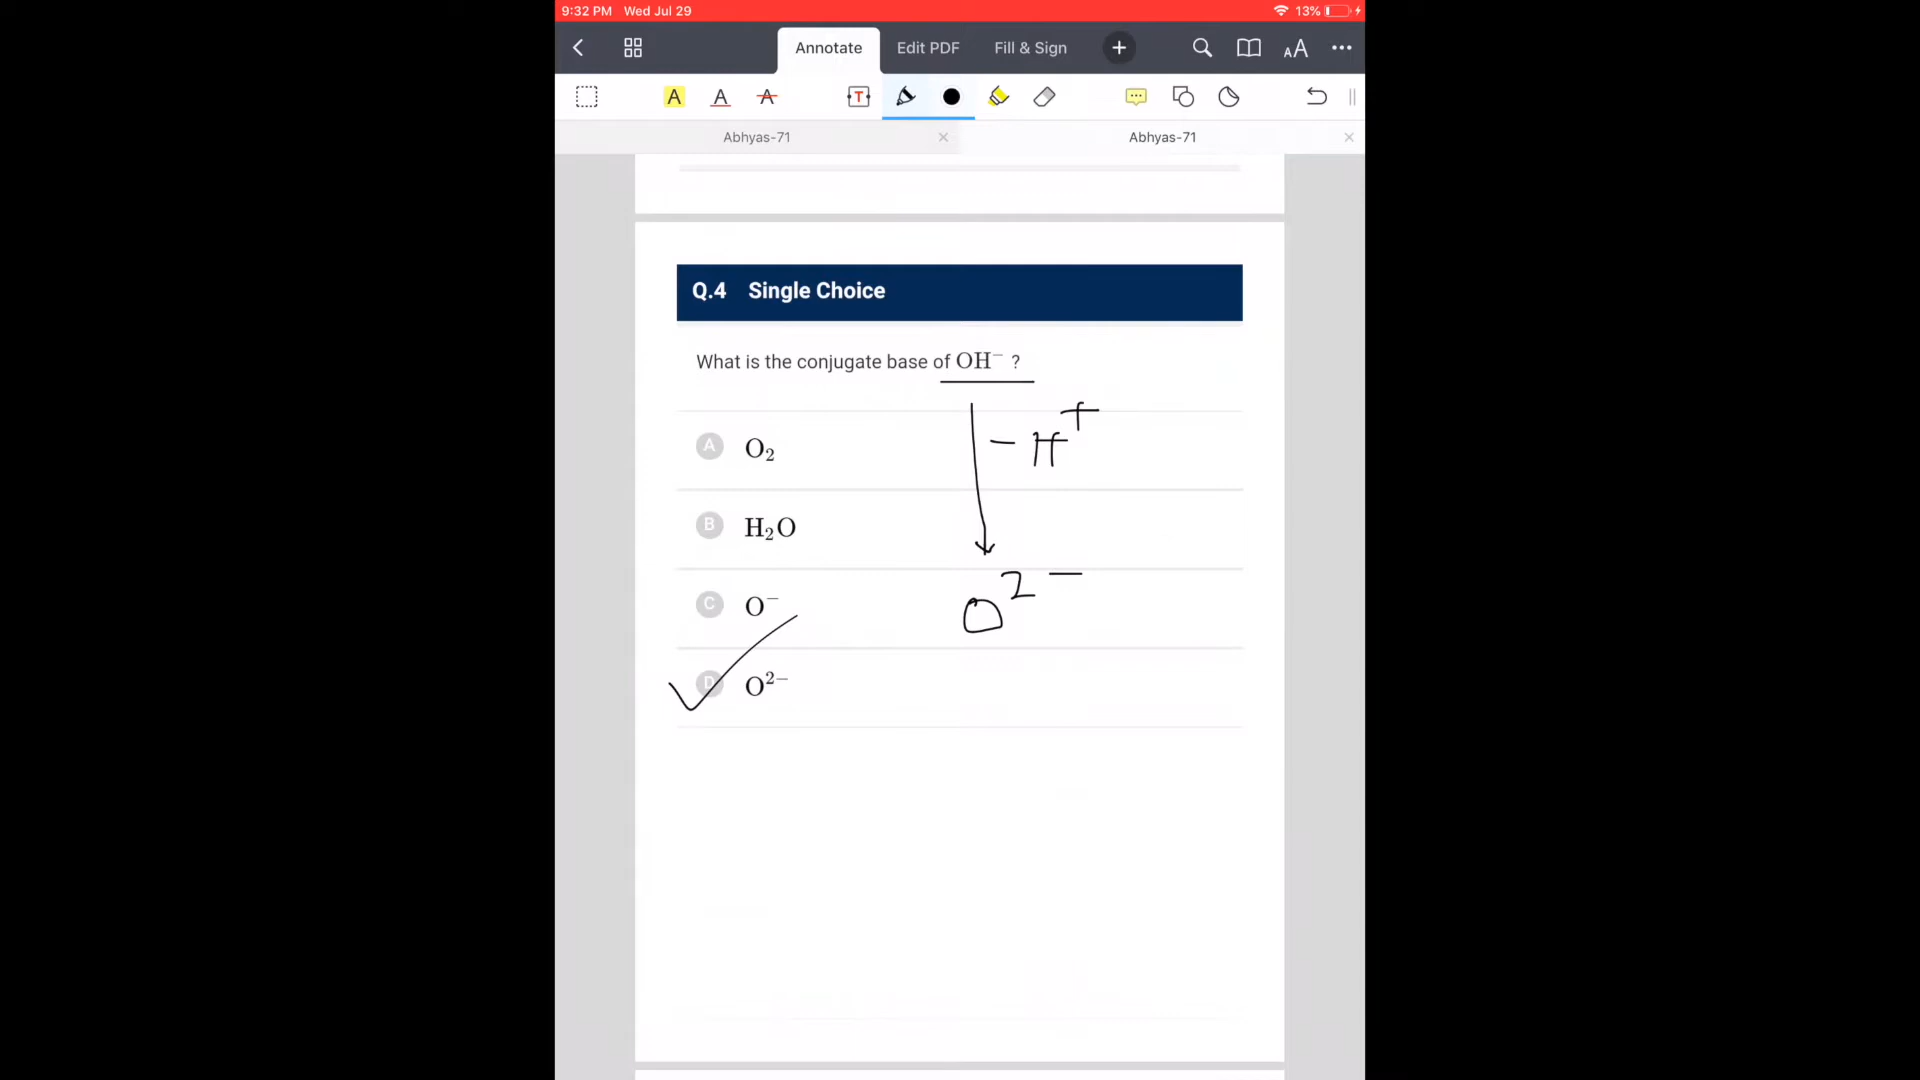 9:32 PM Wed Jul 29 13%
Annotate Edit PDF Fill & Sign
Abhyas-71 Abhyas-71
Q.4 Single Choice
What is the conjugate base of OH⁻ ?
A O₂
- H⁺
B H₂O
C O⁻
O²⁻
D O²⁻